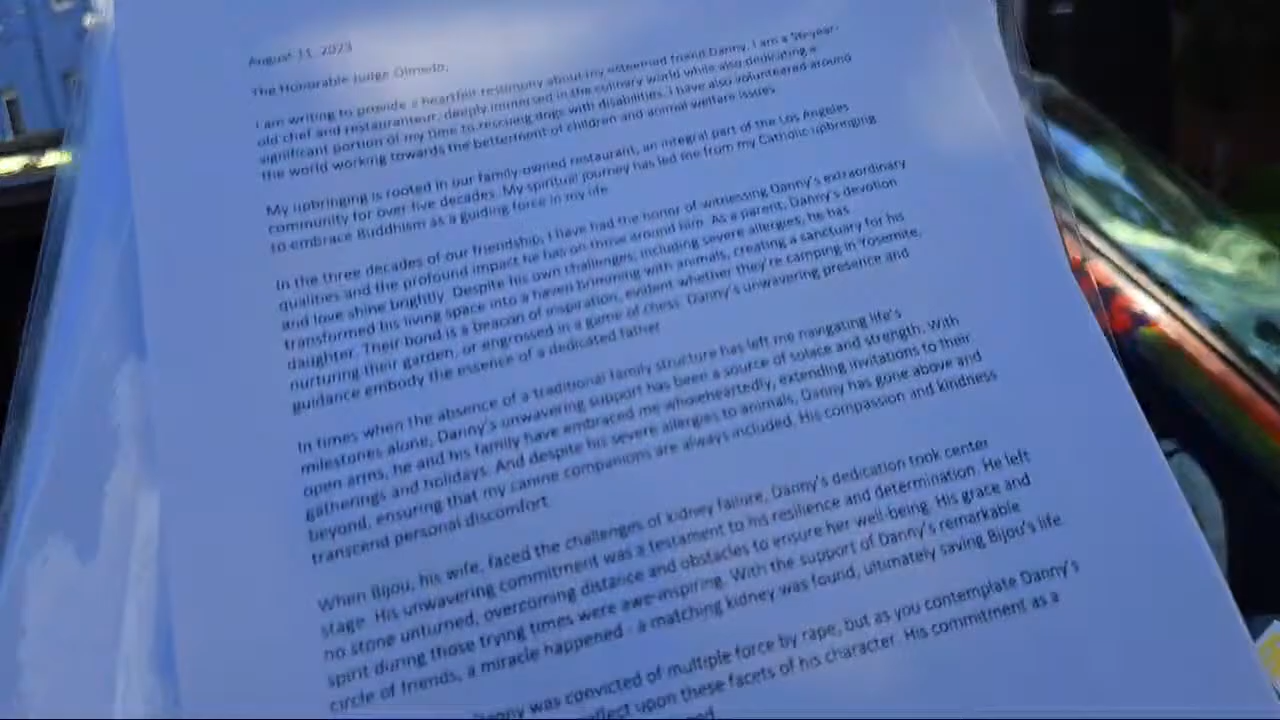 August 11, 2023
The Honorable Judge Olmedo,
I am writing to provide a heartfelt testimony about my esteemed friend Danny. I am a 56-year-
old chef and restauranteur, deeply immersed in the culinary world while also dedicating a
significant portion of my time to rescuing dogs with disabilities. I have also volunteered around
the world working towards the betterment of children and animal welfare issues
My upbringing is rooted in our family-owned restaurant, an integral part of the Los Angeles
community for over five decades. My spiritual journey has led me from my Catholic upbringing
to embrace Buddhism as a guiding force in my life
In the three decades of our friendship, I have had the honor of witnessing Danny's extraordinary
qualities and the profound impact he has on those around him. As a parent, Danny's devotion
and love shine brightly. Despite his own challenges, including severe allergies, he has
transformed his living space into a haven brimming with animals, creating a sanctuary for his
daughter. Their bond is a beacon of inspiration, evident whether they're camping in Yosemite,
nurturing their garden, or engrossed in a game of chess. Danny's unwavering presence and
guidance embody the essence of a dedicated father
In times when the absence of a traditional family structure has left me navigating life's
milestones alone, Danny's unwavering support has been a source of solace and strength. With
open arms, he and his family have embraced me wholeheartedly, extending invitations to their
gatherings and holidays. And despite his severe allergies to animals, Danny has gone above and
beyond, ensuring that my canine companions are always included. His compassion and kindness
transcend personal discomfort
When Bijou, his wife, faced the challenges of kidney failure, Danny's dedication took center
stage. His unwavering commitment was a testament to his resilience and determination. He left
no stone unturned, overcoming distance and obstacles to ensure her well-being. His grace and
spirit during those trying times were awe-inspiring. With the support of Danny's remarkable
circle of friends, a miracle happened - a matching kidney was found, ultimately saving Bijou's life
Danny was convicted of multiple force by rape, but as you contemplate Danny's
reflect upon these facets of his character. His commitment as a